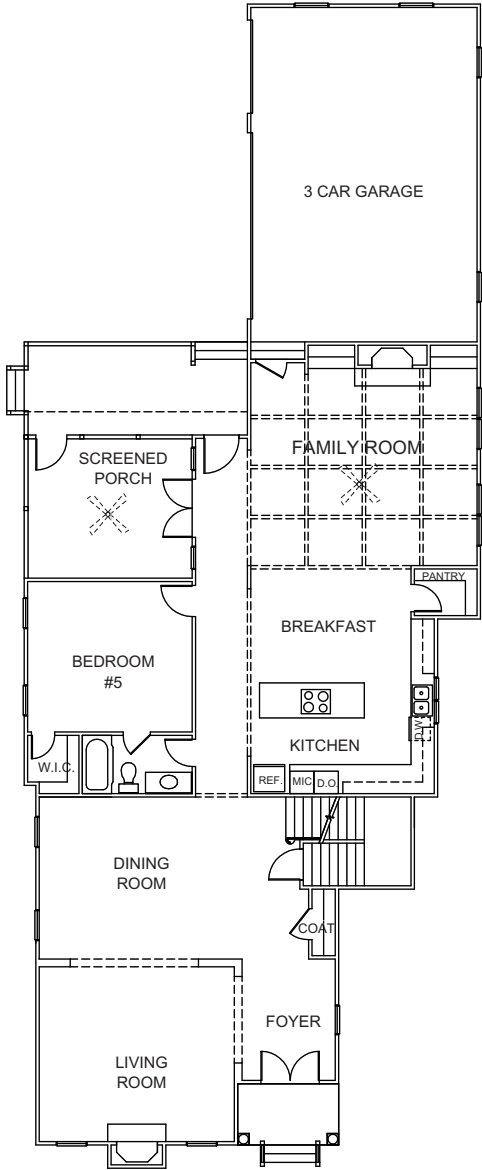 3 CAR GARAGE
FAMILY ROOM
SCREENED
PORCH
PANTRY
BREAKFAST
BEDROOM
#5
D.W.
KITCHEN
W.I.C.
REF.
MIC
D.O.
DINING
ROOM
COAT
FOYER
LIVING
ROOM